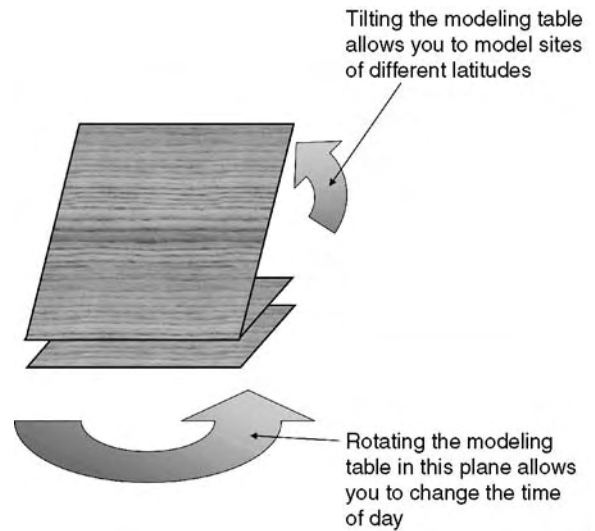 Tilting the modeling table
allows you to model sites
of different latitudes
Rotating the modeling
table in this plane allows
you to change the time
of day